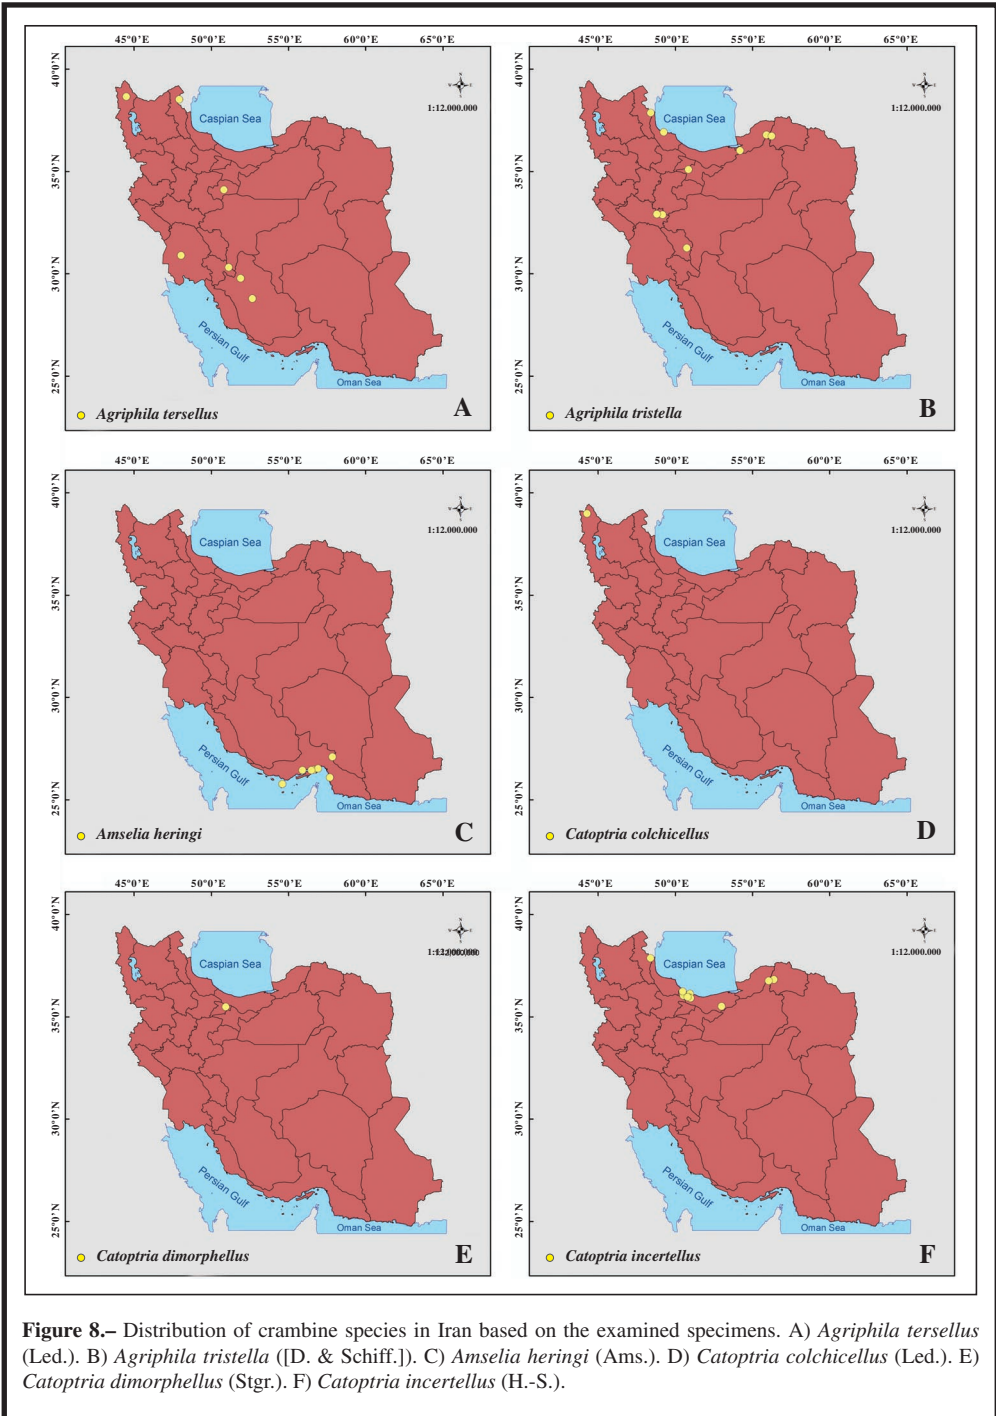 45°0'E 50°0'E 55°0'E 60°0'E 65°0'E
40°0'N
35°0'N
30°0'N
25°0'N
N
1:12.000.000
Caspian Sea
Persian Gulf
Oman Sea
Agriphila tersellus
A
45°0'E 50°0'E 55°0'E 60°0'E 65°0'E
40°0'N
35°0'N
30°0'N
25°0'N
N
1:12.000.000
Caspian Sea
Persian Gulf
Oman Sea
Agriphila tristella
B
45°0'E 50°0'E 55°0'E 60°0'E 65°0'E
40°0'N
35°0'N
30°0'N
25°0'N
N
1:12.000.000
Caspian Sea
Persian Gulf
Oman Sea
Amselia heringi
C
45°0'E 50°0'E 55°0'E 60°0'E 65°0'E
40°0'N
35°0'N
30°0'N
25°0'N
N
1:12.000.000
Caspian Sea
Persian Gulf
Oman Sea
Catoptria colchicellus
D
45°0'E 50°0'E 55°0'E 60°0'E 65°0'E
40°0'N
35°0'N
30°0'N
25°0'N
N
Caspian Sea
Persian Gulf
Oman Sea
Catoptria dimorphellus
E
45°0'E 50°0'E 55°0'E 60°0'E 65°0'E
40°0'N
35°0'N
30°0'N
25°0'N
N
1:12.000.000
Caspian Sea
Persian Gulf
Oman Sea
Catoptria incertellus
F
Figure 8.– Distribution of crambine species in Iran based on the examined specimens. A) Agriphila tersellus
(Led.). B) Agriphila tristella ([D. & Schiff.]). C) Amselia heringi (Ams.). D) Catoptria colchicellus (Led.). E)
Catoptria dimorphellus (Stgr.). F) Catoptria incertellus (H.-S.).